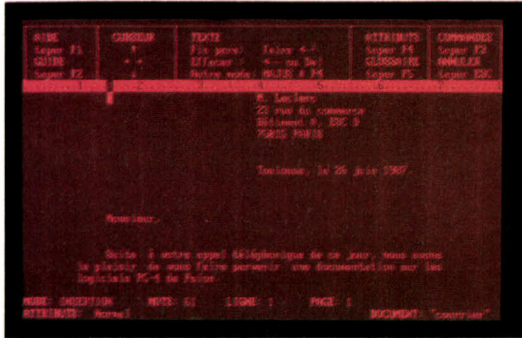 AIDE CURSEUR TEXTE ATTRIBUTS COMMANDES
Taper F1 Fin para: Taper Taper F4 Taper F3
GUIDE Effacer: <-- ou Del GLOSSAIRE ANNULER
Taper F2 Autre mode: MAJUS & F4 Taper F5 Taper ESC
M. Leclerc
23 rue du commerce
Bâtiment A, ESC B
75015 PARIS
Toulouse, le 26 juin 1987
Monsieur,
Suite à votre appel téléphonique de ce jour, nous avons
le plaisir de vous faire parvenir une documentation sur les
logiciels PC-4 de Feior.
MODE: INSERTION MOTS: 61 LIGNE: 1 PAGE: 1
ATTRIBUTS: Normal DOCUMENT: "courrier"